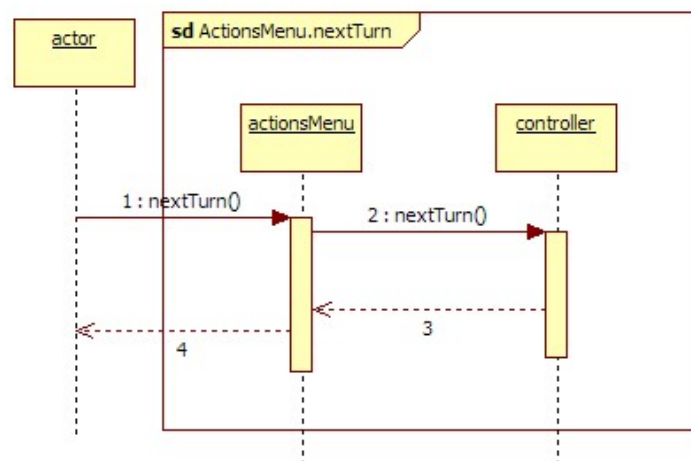 sd ActionsMenu.nextTurn
actor
actionsMenu
controller
1 : nextTurn()
2 : nextTurn()
3
4